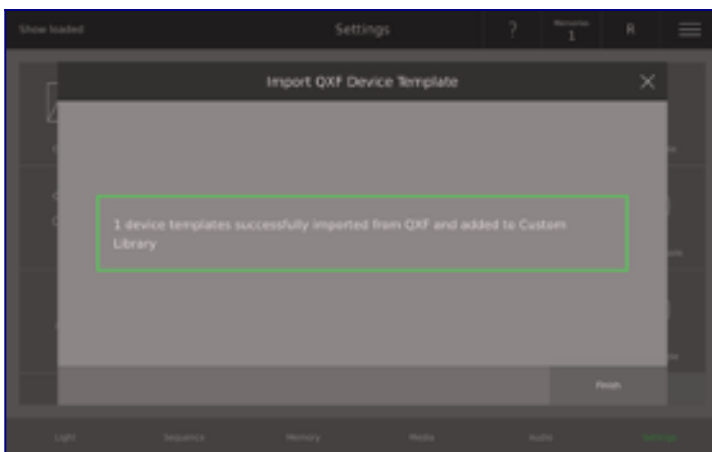 Show loaded
Settings
?
Memories
1
R
Import QXF Device Template
1 device templates successfully imported from QXF and added to Custom
Library
Finish
Light
Sequence
Memory
Media
Audio
Settings